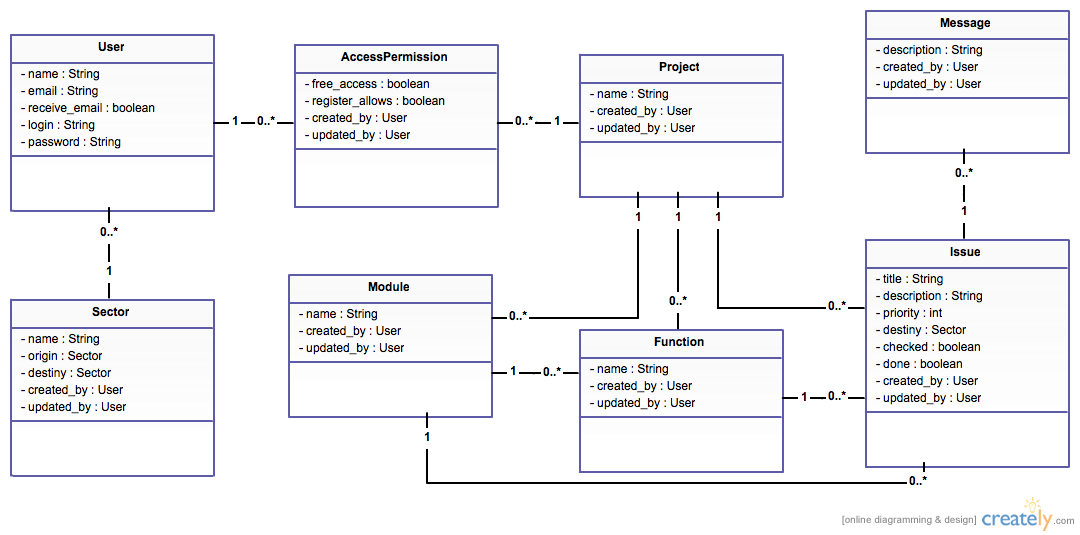 User
- name : String
- email : String
- receive_email : boolean
- login : String
- password : String
1
0..*
AccessPermission
- free_access : boolean
- register_allows : boolean
- created_by : User
- updated_by : User
0..*
1
Project
- name : String
- created_by : User
- updated_by : User
Message
- description : String
- created_by : User
- updated_by : User
0..*
1
0..*
1
1
1
1
Sector
- name : String
- origin : Sector
- destiny : Sector
- created_by : User
- updated_by : User
Module
- name : String
- created_by : User
- updated_by : User
0..*
0..*
0..*
1
0..*
Function
- name : String
- created_by : User
- updated_by : User
1
0..*
Issue
- title : String
- description : String
- priority : int
- destiny : Sector
- checked : boolean
- done : boolean
- created_by : User
- updated_by : User
1
0..*
[online diagramming & design] creately.com